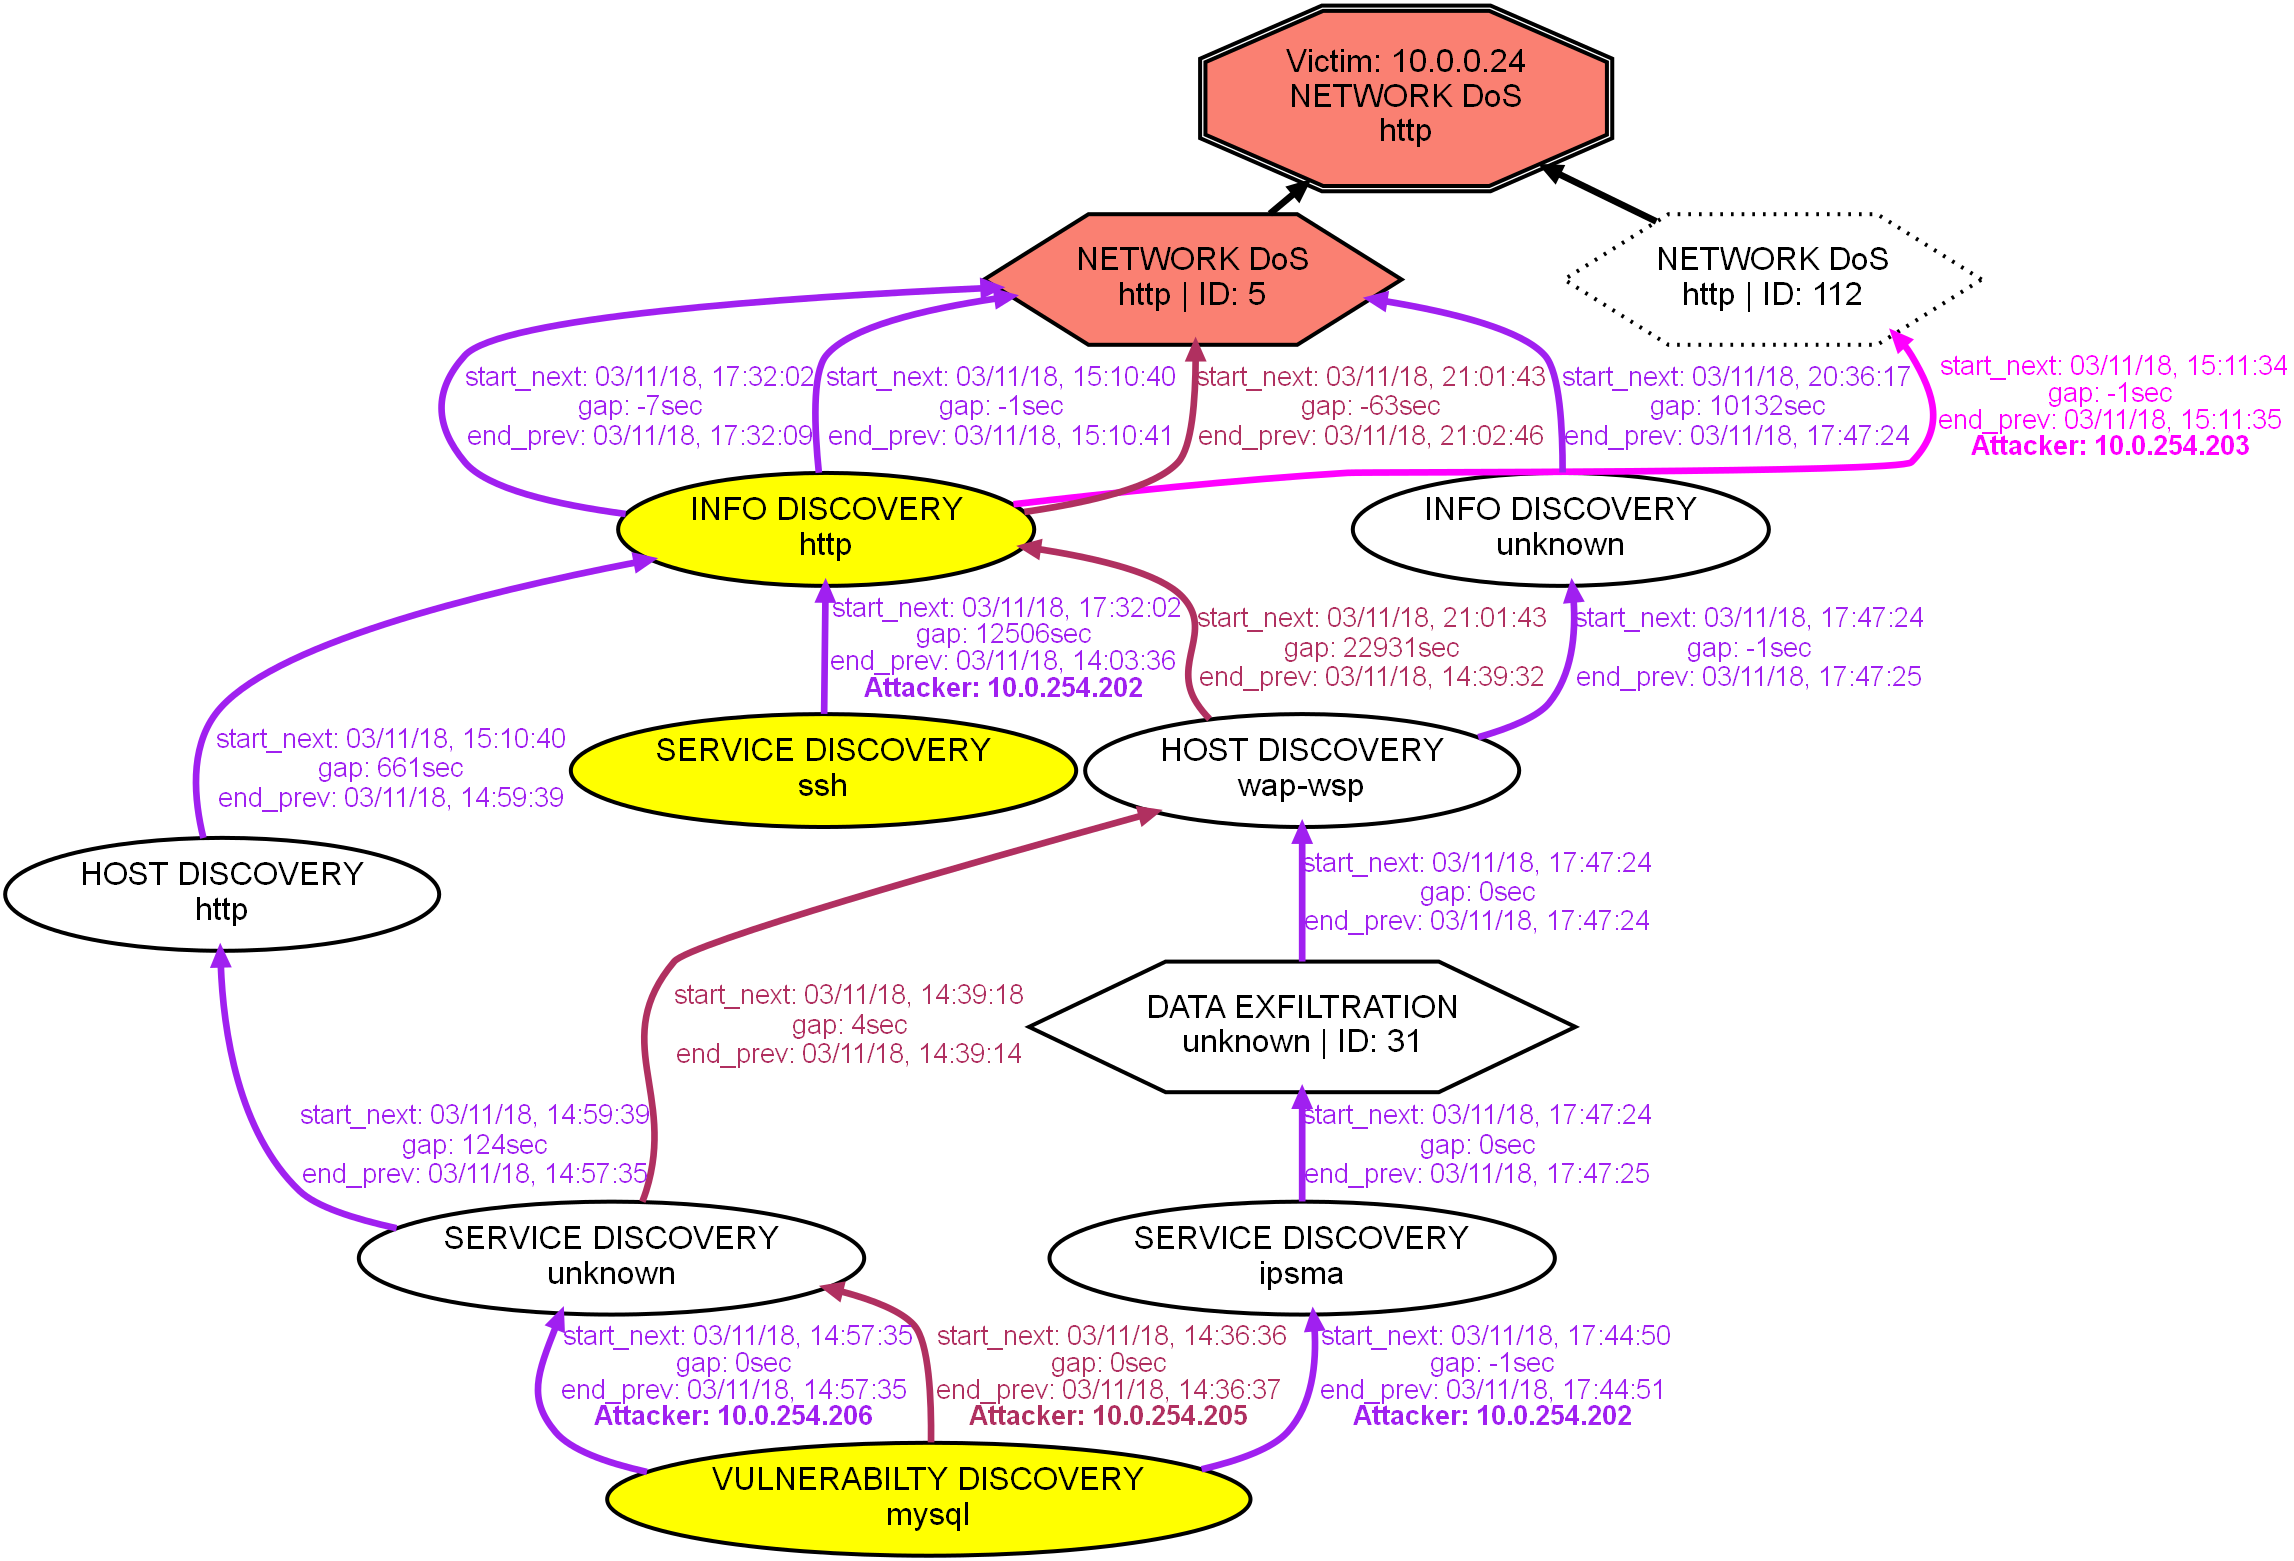 Victim: 10.0.0.24
NETWORK DoS
http
NETWORK DoS
http | ID: 5
NETWORK DoS
http | ID: 112
start_next: 03/11/18, 17:32:02
gap: -7sec
end_prev: 03/11/18, 17:32:09
start_next: 03/11/18, 15:10:40
gap: -1sec
end_prev: 03/11/18, 15:10:41
start_next: 03/11/18, 21:01:43
gap: -63sec
end_prev: 03/11/18, 21:02:46
start_next: 03/11/18, 20:36:17
gap: 10132sec
end_prev: 03/11/18, 17:47:24
start_next: 03/11/18, 15:11:34
gap: -1sec
end_prev: 03/11/18, 15:11:35
Attacker: 10.0.254.203
INFO DISCOVERY
http
INFO DISCOVERY
unknown
start_next: 03/11/18, 17:32:02
gap: 12506sec
end_prev: 03/11/18, 14:03:36
Attacker: 10.0.254.202
start_next: 03/11/18, 21:01:43
gap: 22931sec
end_prev: 03/11/18, 14:39:32
start_next: 03/11/18, 17:47:24
gap: -1sec
end_prev: 03/11/18, 17:47:25
start_next: 03/11/18, 15:10:40
gap: 661sec
end_prev: 03/11/18, 14:59:39
SERVICE DISCOVERY
ssh
HOST DISCOVERY
wap-wsp
HOST DISCOVERY
http
start_next: 03/11/18, 17:47:24
gap: 0sec
end_prev: 03/11/18, 17:47:24
start_next: 03/11/18, 14:39:18
gap: 4sec
end_prev: 03/11/18, 14:39:14
DATA EXFILTRATION
unknown | ID: 31
start_next: 03/11/18, 14:59:39
gap: 124sec
end_prev: 03/11/18, 14:57:35
start_next: 03/11/18, 17:47:24
gap: 0sec
end_prev: 03/11/18, 17:47:25
SERVICE DISCOVERY
unknown
SERVICE DISCOVERY
ipsma
start_next: 03/11/18, 14:57:35
gap: 0sec
end_prev: 03/11/18, 14:57:35
Attacker: 10.0.254.206
start_next: 03/11/18, 14:36:36
gap: 0sec
end_prev: 03/11/18, 14:36:37
Attacker: 10.0.254.205
start_next: 03/11/18, 17:44:50
gap: -1sec
end_prev: 03/11/18, 17:44:51
Attacker: 10.0.254.202
VULNERABILTY DISCOVERY
mysql